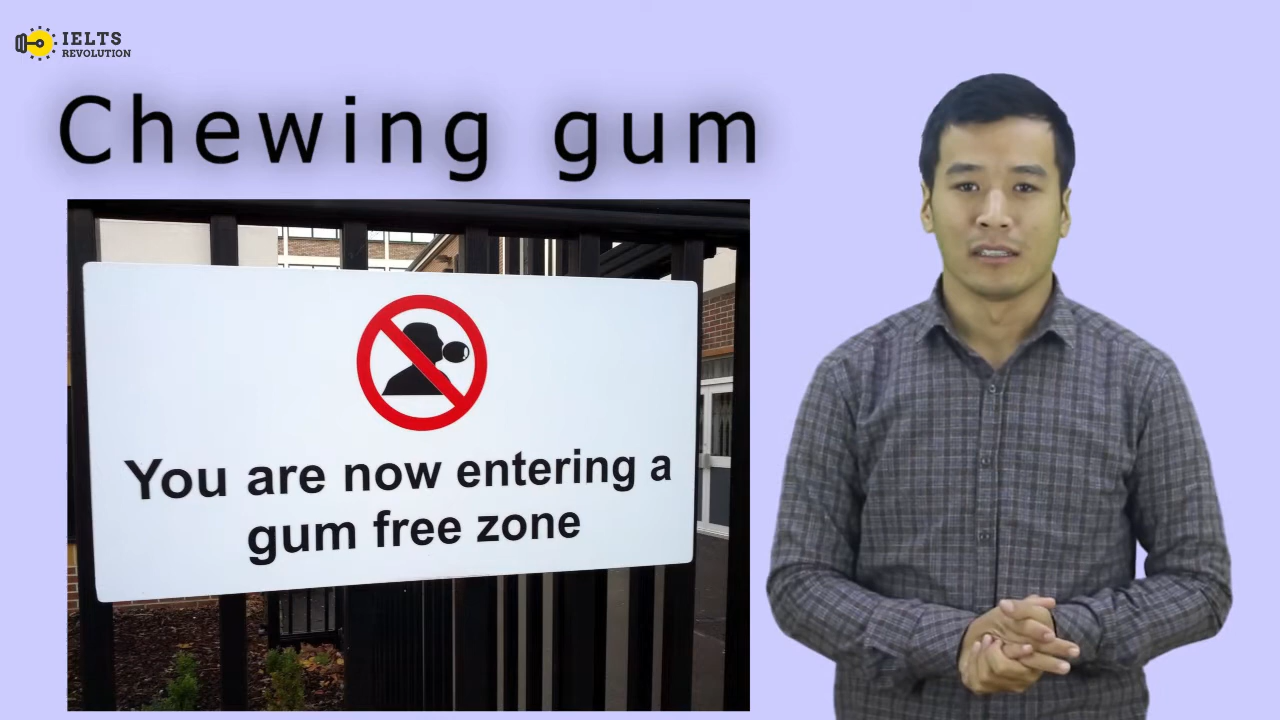 IELTS
REVOLUTION
Chewing gum
You are now entering a
gum free zone